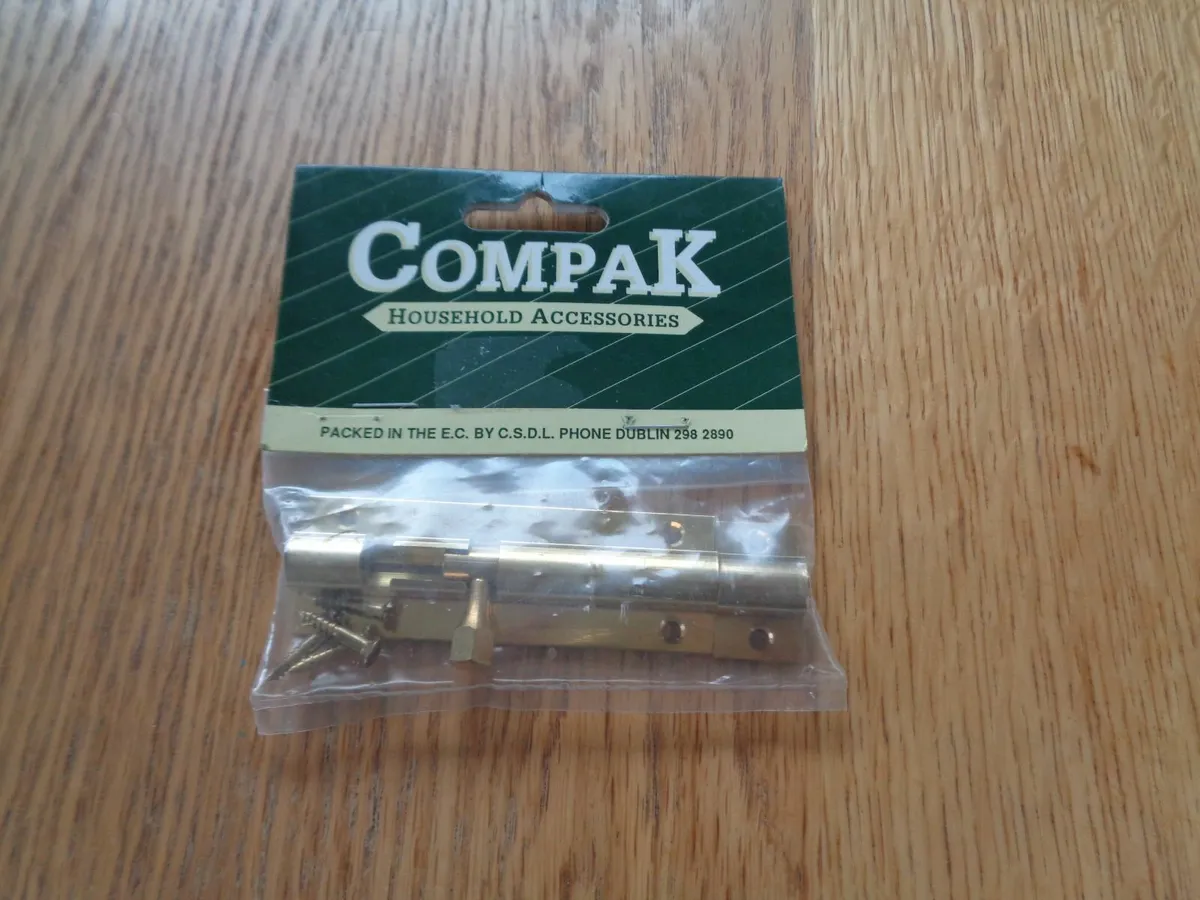 COMPAK
HOUSEHOLD ACCESSORIES
PACKED IN THE E.C. BY C.S.D.L. PHONE DUBLIN 298 2890